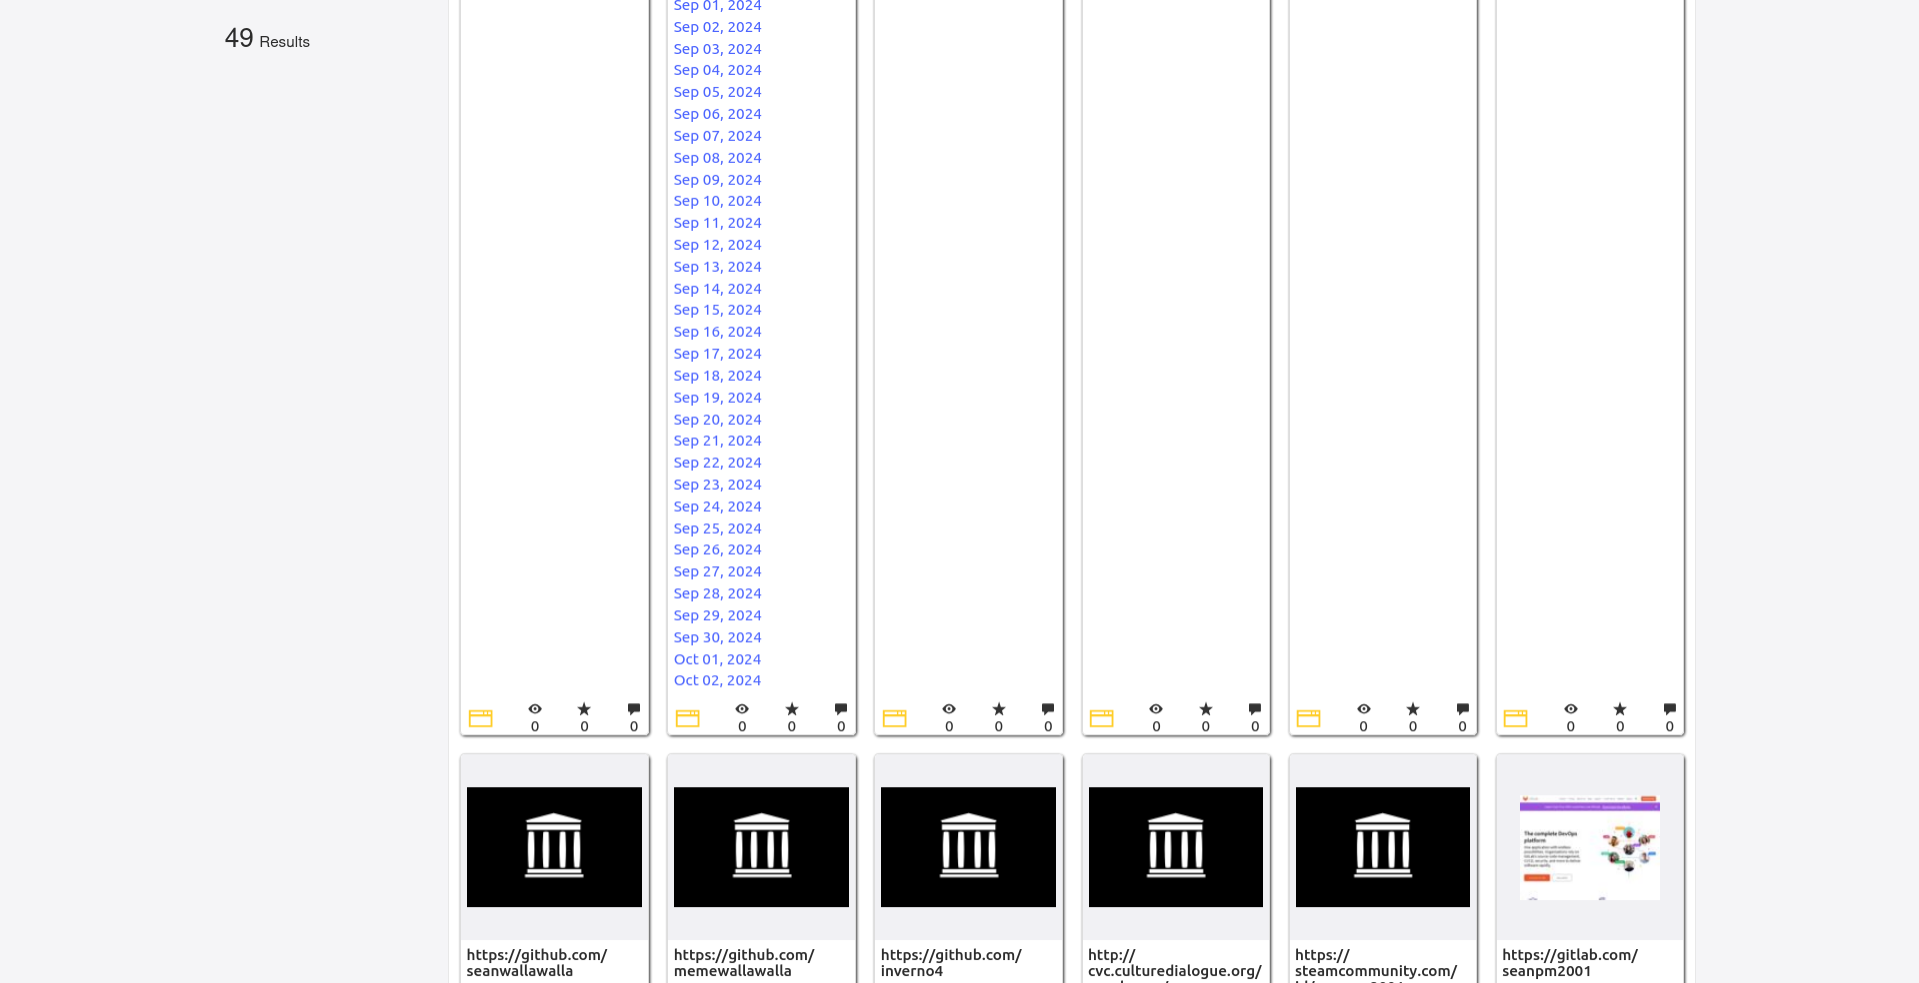 49 Results
Sep 01, 2024
Sep 02, 2024
Sep 03, 2024
Sep 04, 2024
Sep 05, 2024
Sep 06, 2024
Sep 07, 2024
Sep 08, 2024
Sep 09, 2024
Sep 10, 2024
Sep 11, 2024
Sep 12, 2024
Sep 13, 2024
Sep 14, 2024
Sep 15, 2024
Sep 16, 2024
Sep 17, 2024
Sep 18, 2024
Sep 19, 2024
Sep 20, 2024
Sep 21, 2024
Sep 22, 2024
Sep 23, 2024
Sep 24, 2024
Sep 25, 2024
Sep 26, 2024
Sep 27, 2024
Sep 28, 2024
Sep 29, 2024
Sep 30, 2024
Oct 01, 2024
Oct 02, 2024
0 0 0
0 0 0
0 0 0
0 0 0
0 0 0
0 0 0
https://github.com/
seanwallawalla
https://github.com/
memewallawalla
https://github.com/
inverno4
http://
cvc.culturedialogue.org/
https://
steamcommunity.com/
The complete DevOps
platform
https://gitlab.com/
seanpm2001